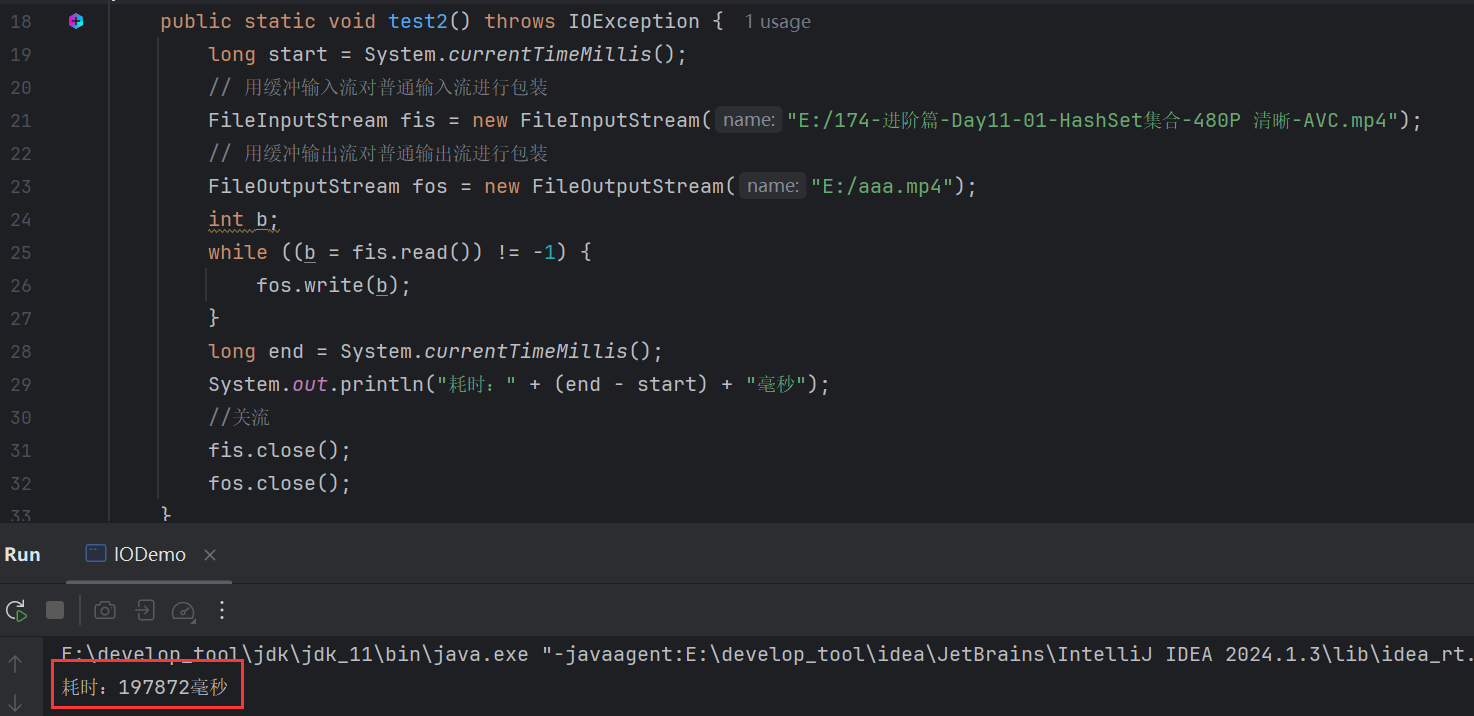 18 public static void test2() throws IOException { 1 usage
19 long start = System.currentTimeMillis();
20 // 用缓冲输入流对普通输入流进行包装
21 FileInputStream fis = new FileInputStream( name: "E:/174-进阶篇-Day11-01-HashSet集合-480P 清晰-AVC.mp4");
22 // 用缓冲输出流对普通输出流进行包装
23 FileOutputStream fos = new FileOutputStream( name: "E:/aaa.mp4");
24 int b;
25 while ((b = fis.read()) != -1) {
26 fos.write(b);
27 }
28 long end = System.currentTimeMillis();
29 System.out.println("耗时：" + (end - start) + "毫秒");
30 //关流
31 fis.close();
32 fos.close();
33 }
Run IODemo
E:\develop_tool\jdk\jdk_11\bin\java.exe "-javaagent:E:\develop_tool\idea\JetBrains\IntelliJ IDEA 2024.1.3\lib\idea_rt.
耗时：197872毫秒